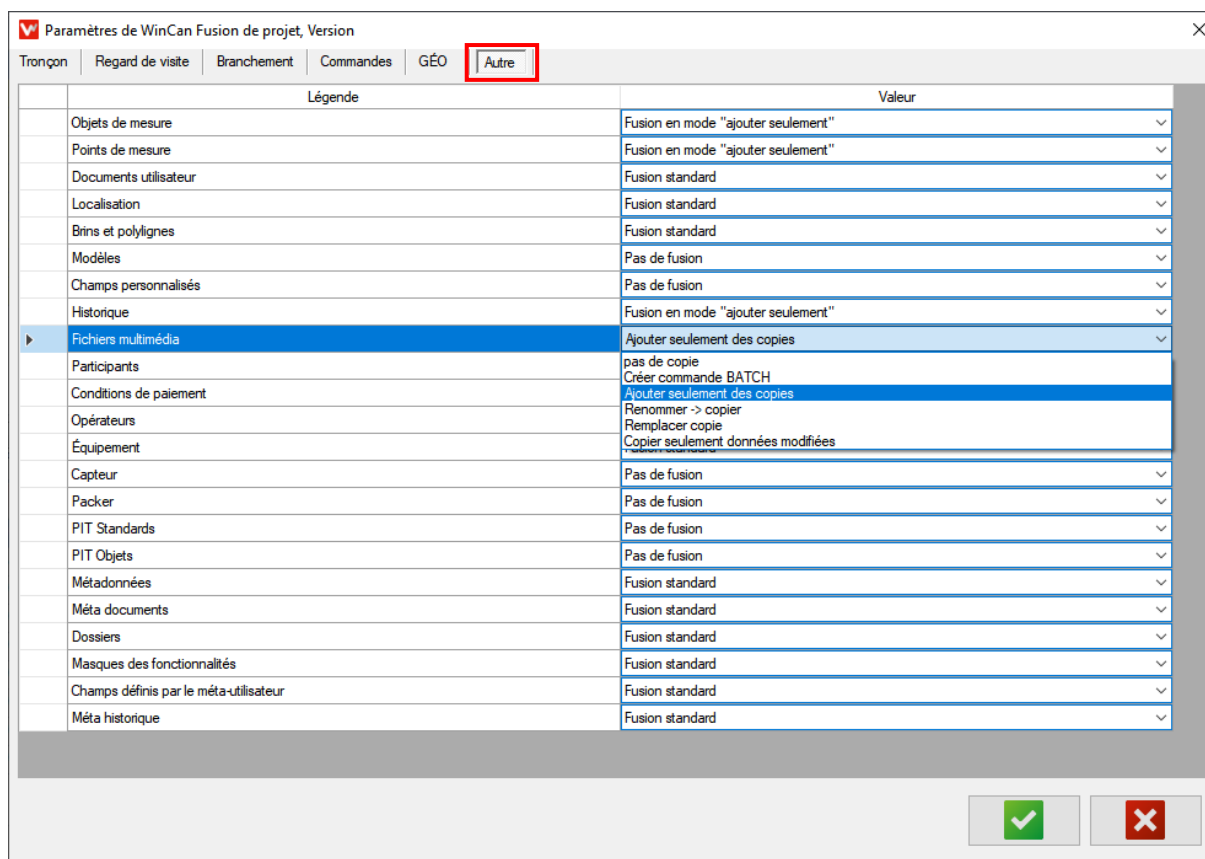 Paramètres de WinCan Fusion de projet, Version
Tronçon Regard de visite Branchement Commandes GÉO Autre
Légende Valeur
Objets de mesure Fusion en mode "ajouter seulement"
Points de mesure Fusion en mode "ajouter seulement"
Documents utilisateur Fusion standard
Localisation Fusion standard
Brins et polylignes Fusion standard
Modèles Pas de fusion
Champs personnalisés Pas de fusion
Historique Fusion en mode "ajouter seulement"
Fichiers multimédia Ajouter seulement des copies
Participants pas de copie
Créer commande BATCH
Conditions de paiement Ajouter seulement des copies
Opérateurs Renommer -> copier
Remplacer copie
Équipement Copier seulement données modifiées
Capteur Pas de fusion
Packer Pas de fusion
PIT Standards Pas de fusion
PIT Objets Pas de fusion
Métadonnées Fusion standard
Méta documents Fusion standard
Dossiers Fusion standard
Masques des fonctionnalités Fusion standard
Champs définis par le méta-utilisateur Fusion standard
Méta historique Fusion standard